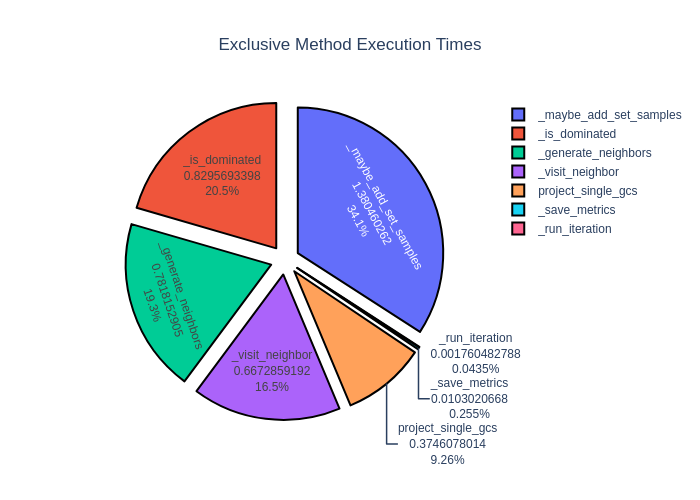 Exclusive Method Execution Times
_maybe_add_set_samples
1.380460262
34.1%
_is_dominated
0.8295693398
20.5%
_generate_neighbors
0.7818152905
19.3%
_visit_neighbor
0.6672859192
16.5%
project_single_gcs
0.3746078014
9.26%
_save_metrics
0.0103020668
0.255%
_run_iteration
0.001760482788
0.0435%
_maybe_add_set_samples
_is_dominated
_generate_neighbors
_visit_neighbor
project_single_gcs
_save_metrics
_run_iteration